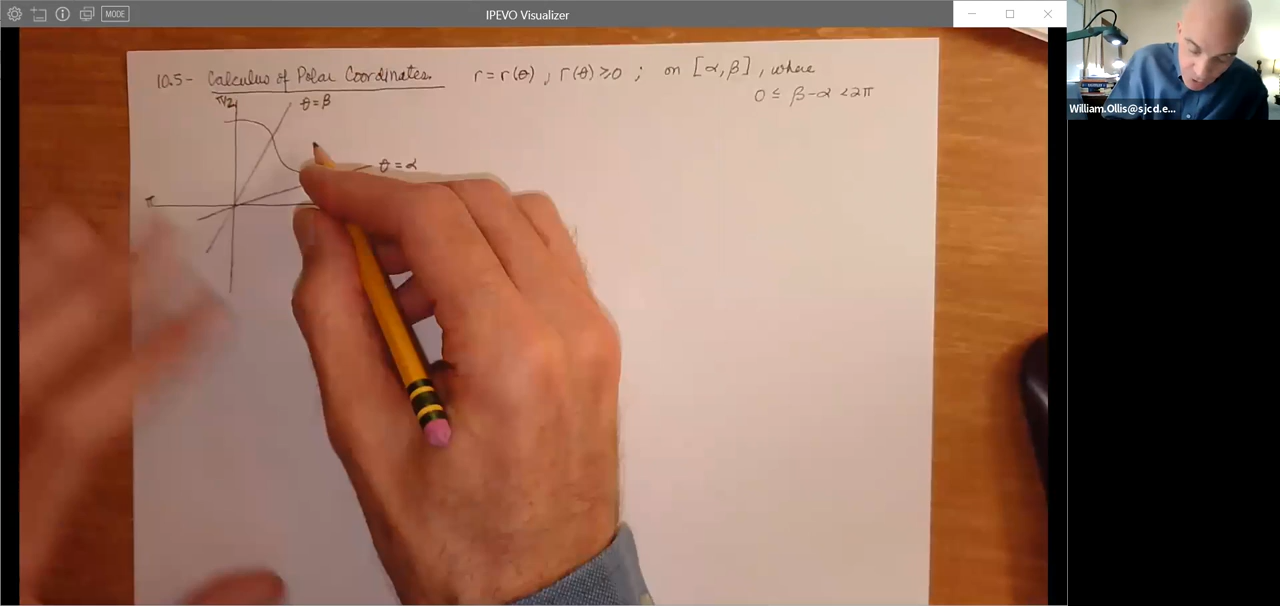 MODE
IPEVO Visualizer
10.5 - Calculus of Polar Coordinates. r = r(θ) , r(θ) ≥ 0 ; on [α, β] , where
0 ≤ β - α < 2π
π/2
θ = β
θ = α
π
William.Ollis@sjcd.e...